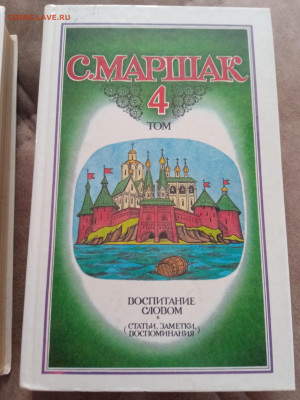 С.МАРШАК
4
ТОМ
ВОСПИТАНИЕ
СЛОВОМ
(СТАТЬИ, ЗАМЕТКИ,
ВОСПОМИНАНИЯ)